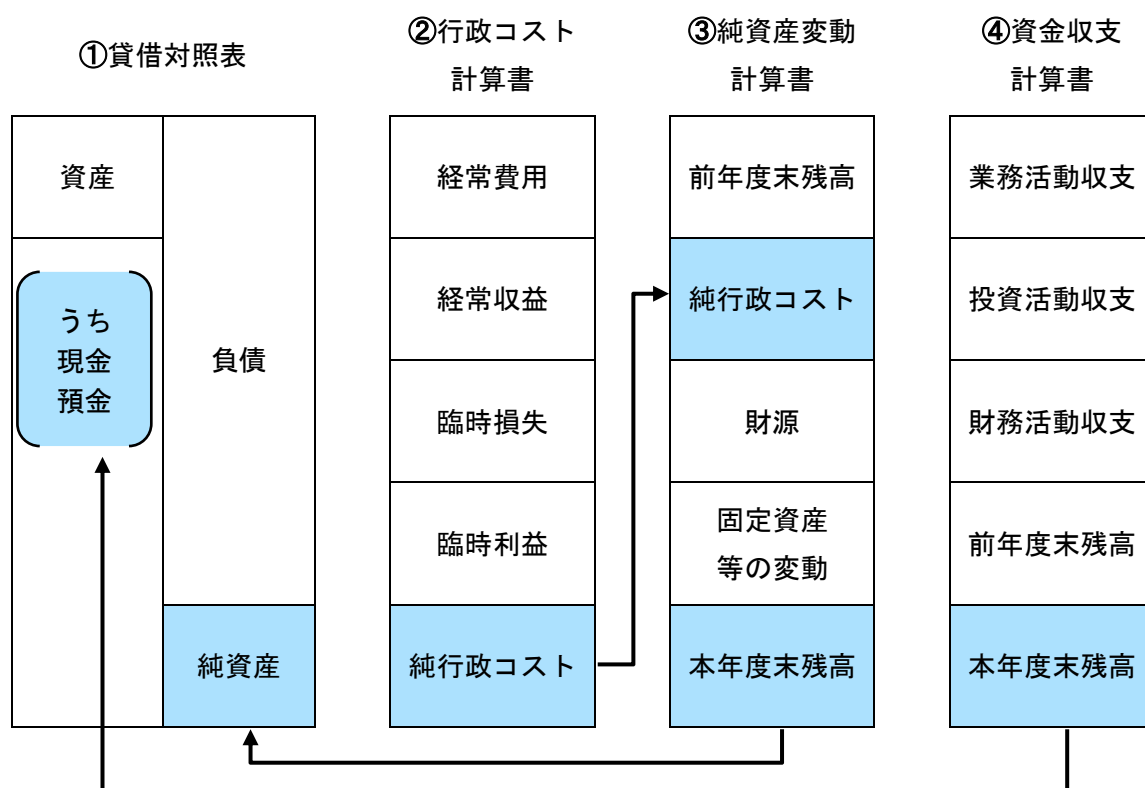 ①貸借対照表
資産
うち
現金
預金
負債
純資産
②行政コスト
計算書
経常費用
経常収益
臨時損失
臨時利益
純行政コスト
③純資産変動
計算書
前年度末残高
純行政コスト
財源
固定資産
等の変動
本年度末残高
④資金収支
計算書
業務活動収支
投資活動収支
財務活動収支
前年度末残高
本年度末残高